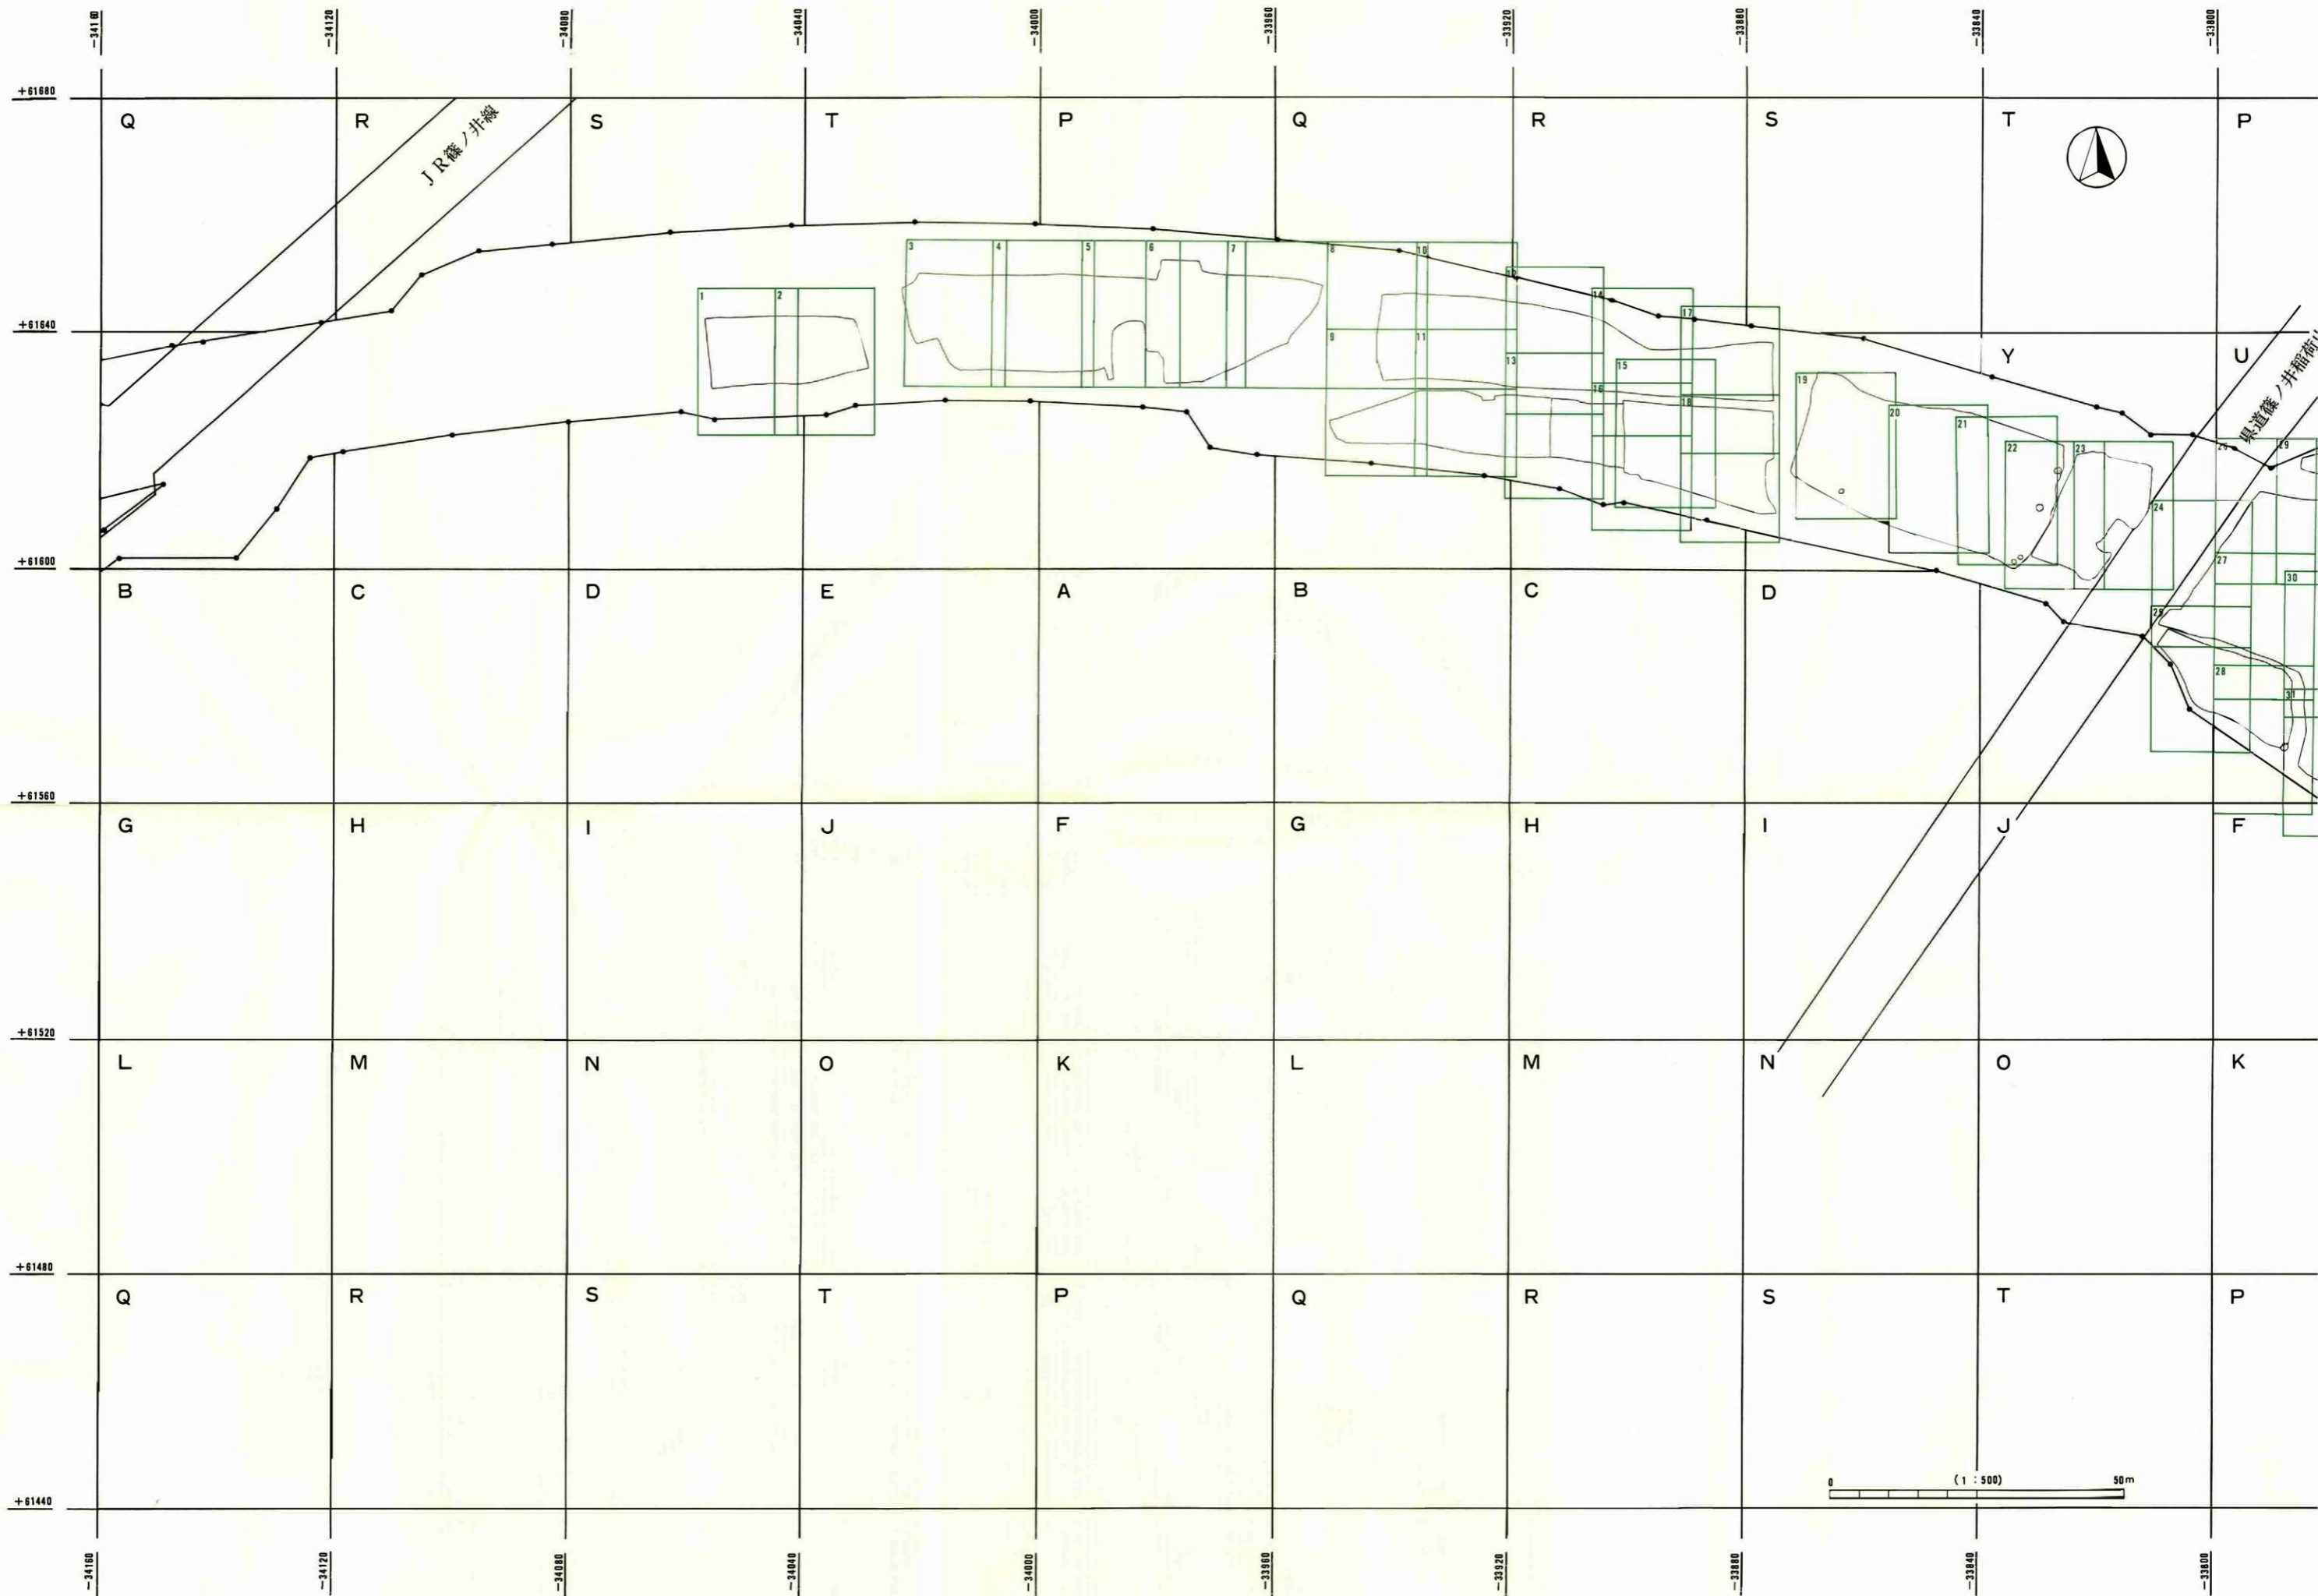 -34160 -34120 -34080 -34040 -34000 -33960 -33920 -33880 -33840 -33800
+61680
Q R S T P Q R S T P
JR篠ノ井線
3 4 5 6 7 8 10
12
1 2 14
17
+61640
9 11 Y U
13 15
県道篠ノ井稲荷山
16 18 19
20
21
22 23 26 29
24
+61600
27
B C D E A B C D 30
25
28
31
+61560
G H I J F G H I J F
+61520
L M N O K L M N O K
+61480
Q R S T P Q R S T P
0 (1:500) 50m
+61440
-34160 -34120 -34080 -34040 -34000 -33960 -33920 -33880 -33840 -33800